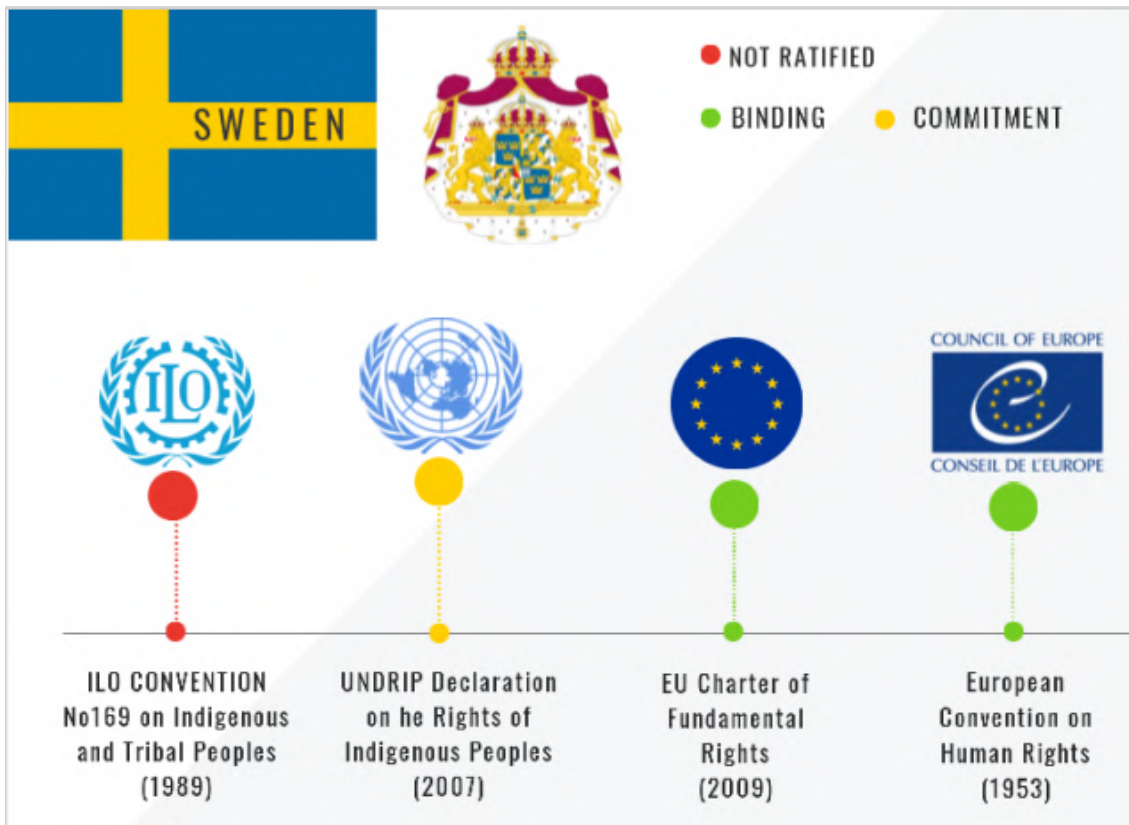 SWEDEN
NOT RATIFIED
BINDING
COMMITMENT
ILO
COUNCIL OF EUROPE
CONSEIL DE L'EUROPE
ILO CONVENTION
No169 on Indigenous
and Tribal Peoples
(1989)
UNDRIP Declaration
on he Rights of
Indigenous Peoples
(2007)
EU Charter of
Fundamental
Rights
(2009)
European
Convention on
Human Rights
(1953)